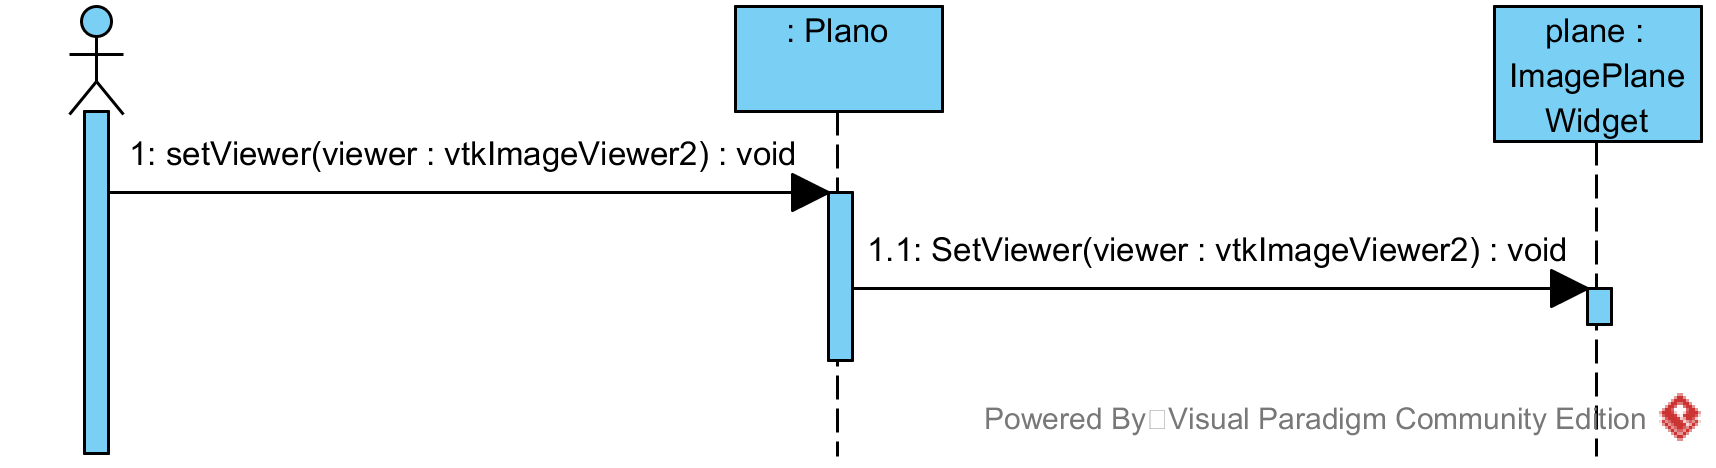 : Plano
plane :
ImagePlane
Widget
1: setViewer(viewer : vtkImageViewer2) : void
1.1: SetViewer(viewer : vtkImageViewer2) : void
Powered By Visual Paradigm Community Edition